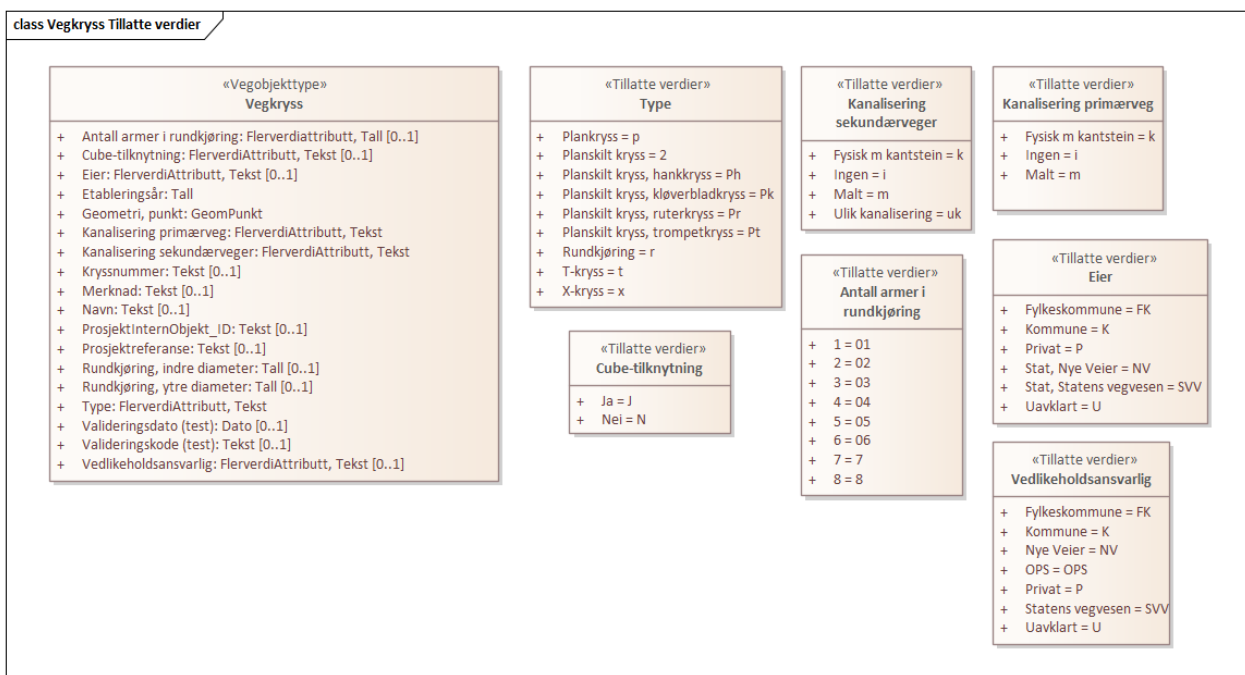 class Vegkryss Tillatte verdier
«Vegobjekttype»
Vegkryss
+ Antall armer i rundkjøring: Flerverdiattributt, Tall [0..1]
+ Cube-tilknytning: FlerverdiAttributt, Tekst [0..1]
+ Eier: FlerverdiAttributt, Tekst [0..1]
+ Etableringsår: Tall
+ Geometri, punkt: GeomPunkt
+ Kanalisering primærveg: FlerverdiAttributt, Tekst
+ Kanalisering sekundærveger: FlerverdiAttributt, Tekst
+ Kryssnummer: Tekst [0..1]
+ Merknad: Tekst [0..1]
+ Navn: Tekst [0..1]
+ ProsjektInternObjekt_ID: Tekst [0..1]
+ Prosjektreferanse: Tekst [0..1]
+ Rundkjøring, indre diameter: Tall [0..1]
+ Rundkjøring, ytre diameter: Tall [0..1]
+ Type: FlerverdiAttributt, Tekst
+ Valideringsdato (test): Dato [0..1]
+ Valideringskode (test): Tekst [0..1]
+ Vedlikeholdsansvarlig: FlerverdiAttributt, Tekst [0..1]
«Tillatte verdier»
Type
+ Plankryss = p
+ Planskilt kryss = 2
+ Planskilt kryss, hankkryss = Ph
+ Planskilt kryss, kløverbladkryss = Pk
+ Planskilt kryss, ruterkryss = Pr
+ Planskilt kryss, trompetkryss = Pt
+ Rundkjøring = r
+ T-kryss = t
+ X-kryss = x
«Tillatte verdier»
Cube-tilknytning
+ Ja = J
+ Nei = N
«Tillatte verdier»
Kanalisering
sekundærveger
+ Fysisk m kantstein = k
+ Ingen = i
+ Malt = m
+ Ulik kanalisering = uk
«Tillatte verdier»
Antall armer i
rundkjøring
+ 1 = 01
+ 2 = 02
+ 3 = 03
+ 4 = 04
+ 5 = 05
+ 6 = 06
+ 7 = 7
+ 8 = 8
«Tillatte verdier»
Kanalisering primærveg
+ Fysisk m kantstein = k
+ Ingen = i
+ Malt = m
«Tillatte verdier»
Eier
+ Fylkeskommune = FK
+ Kommune = K
+ Privat = P
+ Stat, Nye Veier = NV
+ Stat, Statens vegvesen = SVV
+ Uavklart = U
«Tillatte verdier»
Vedlikeholdsansvarlig
+ Fylkeskommune = FK
+ Kommune = K
+ Nye Veier = NV
+ OPS = OPS
+ Privat = P
+ Statens vegvesen = SVV
+ Uavklart = U